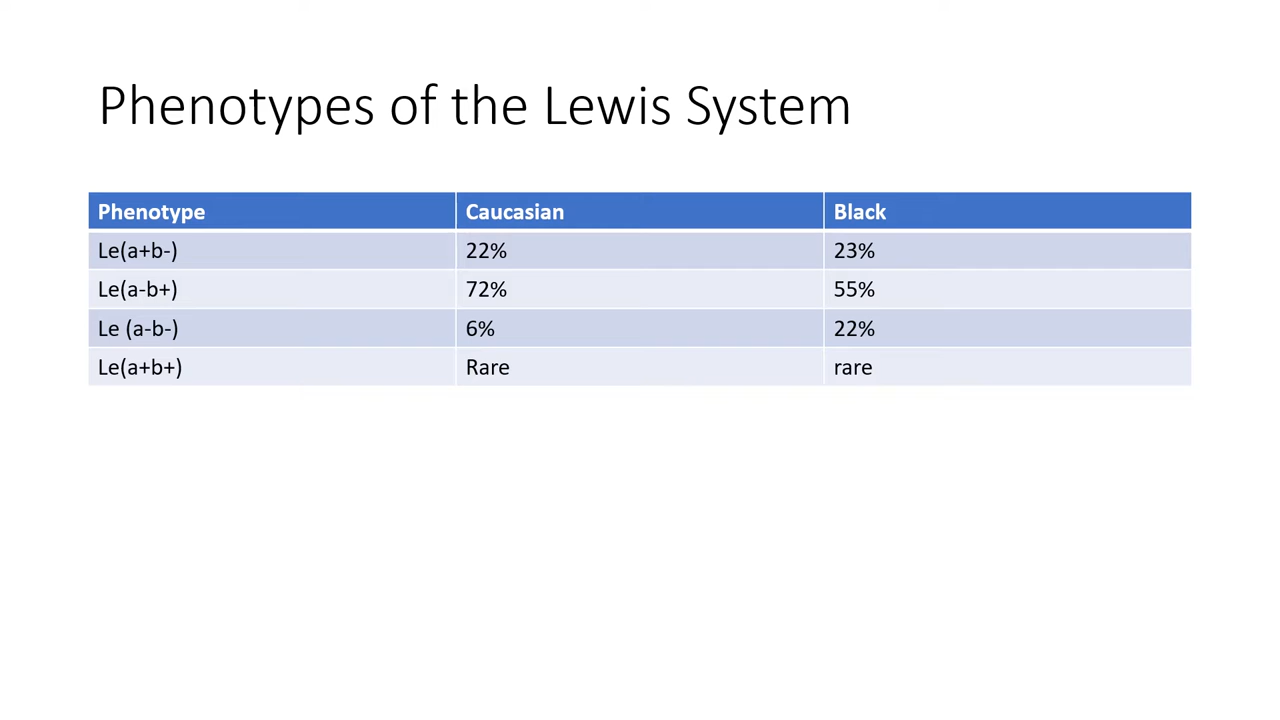 Phenotypes of the Lewis System
Phenotype Caucasian Black
Le(a+b-) 22% 23%
Le(a-b+) 72% 55%
Le (a-b-) 6% 22%
Le(a+b+) Rare rare